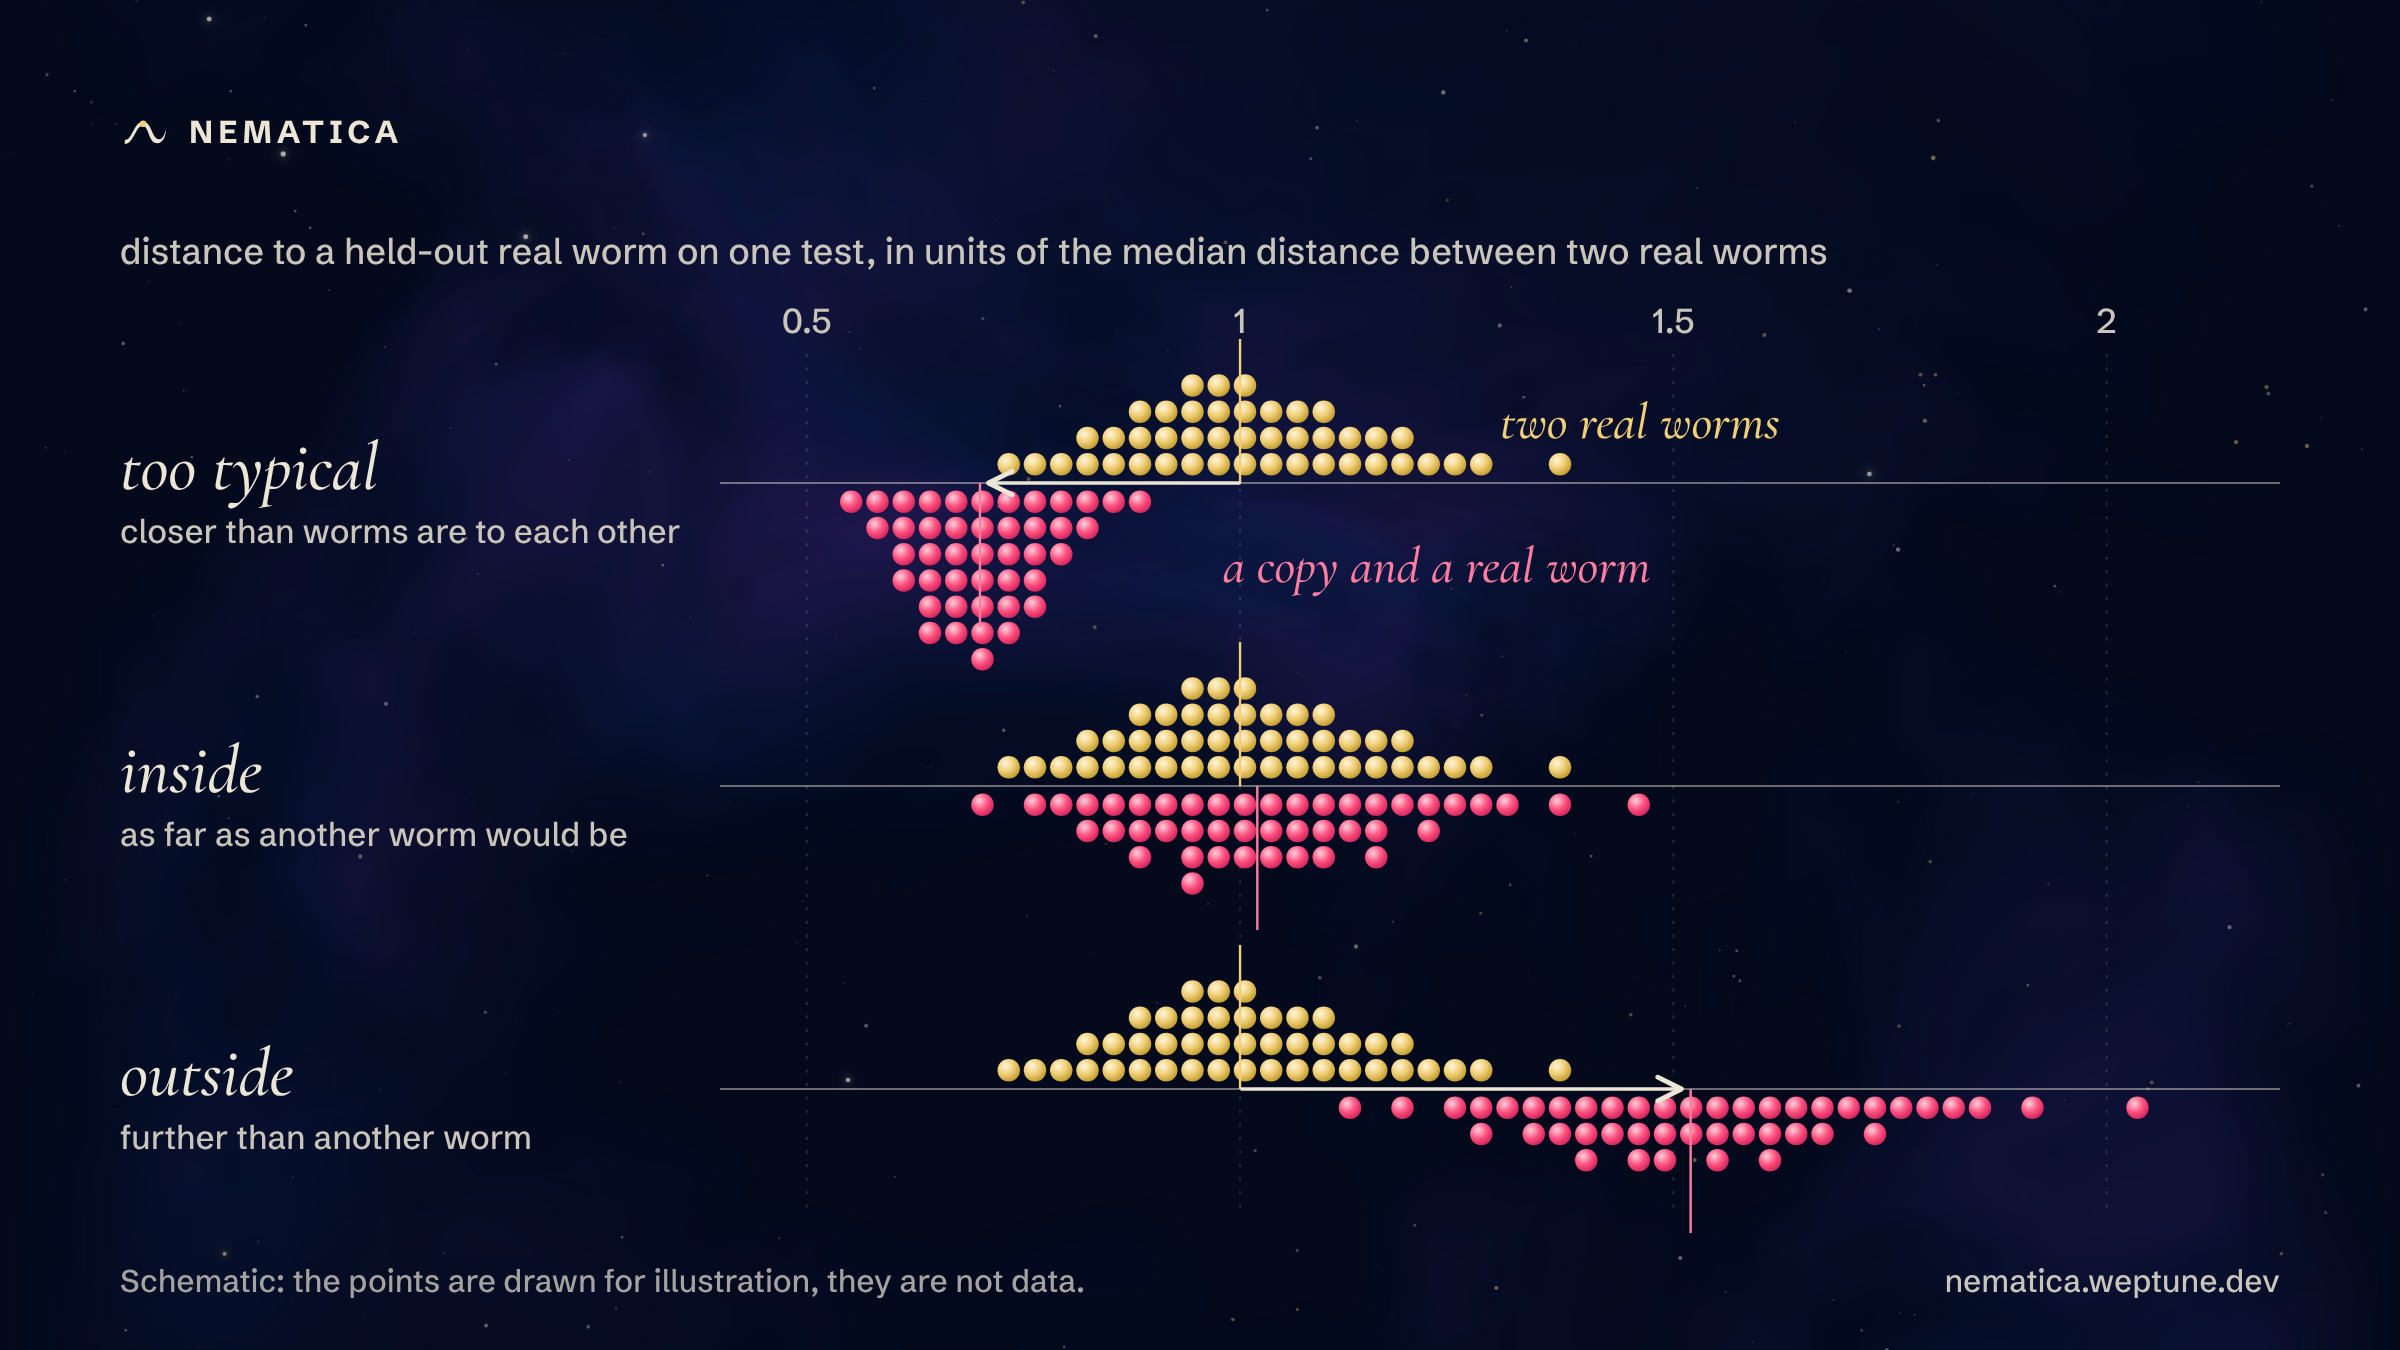 NEMATICA
distance to a held-out real worm on one test, in units of the median distance between two real worms
0.5 1 1.5 2
two real worms
too typical
closer than worms are to each other
a copy and a real worm
inside
as far as another worm would be
outside
further than another worm
Schematic: the points are drawn for illustration, they are not data.
nematica.weptune.dev